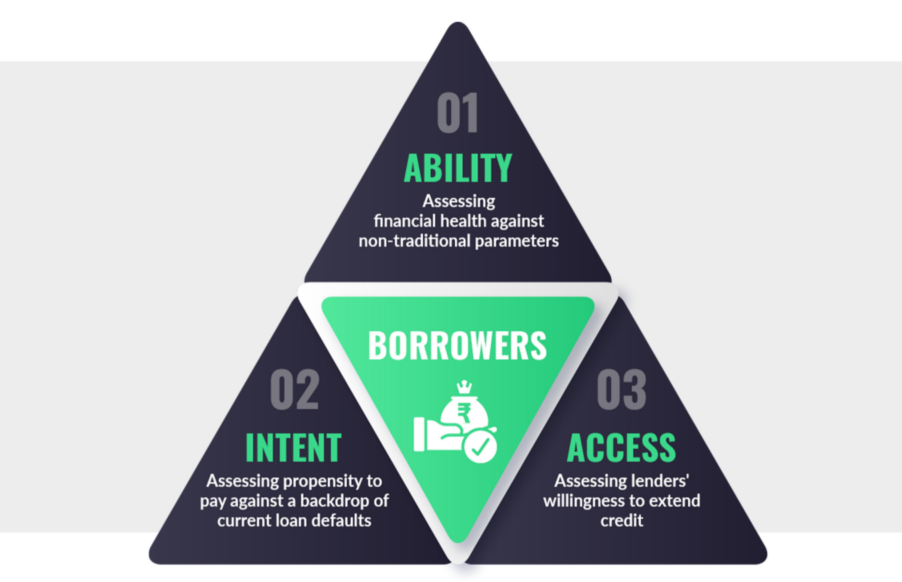 01
ABILITY
Assessing
financial health against
non-traditional parameters
BORROWERS
₹
02
INTENT
Assessing propensity to
pay against a backdrop of
current loan defaults
03
ACCESS
Assessing lenders'
willingness to extend
credit